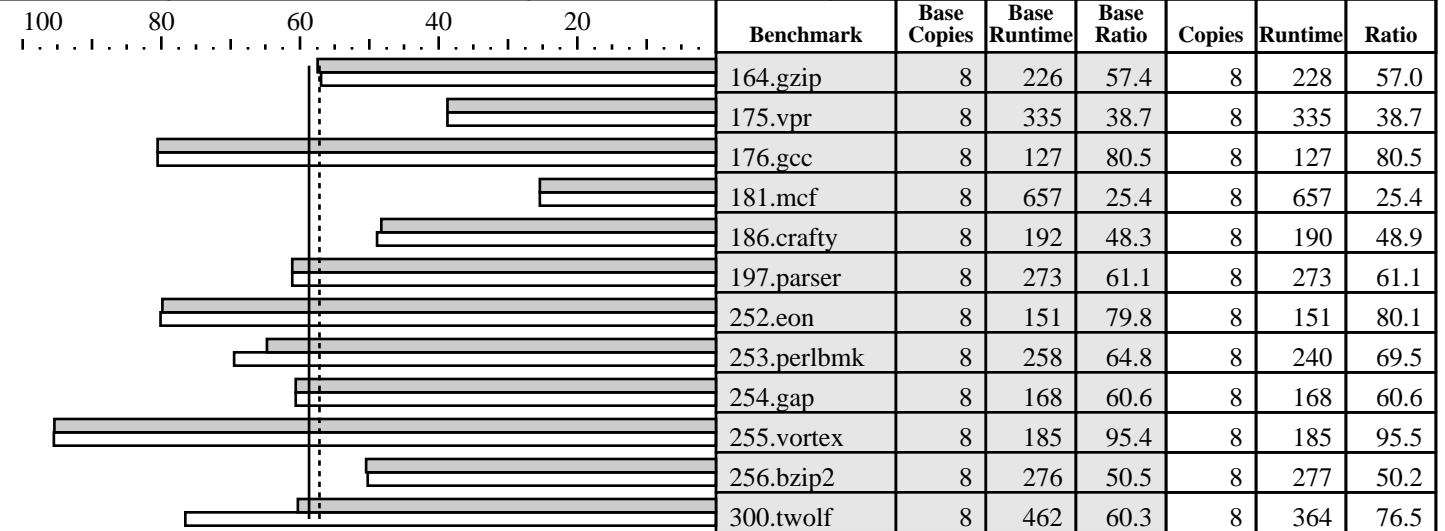 100 80 60 40 20
Benchmark Base Copies Base Runtime Base Ratio Copies Runtime Ratio
164.gzip 8 226 57.4 8 228 57.0
175.vpr 8 335 38.7 8 335 38.7
176.gcc 8 127 80.5 8 127 80.5
181.mcf 8 657 25.4 8 657 25.4
186.crafty 8 192 48.3 8 190 48.9
197.parser 8 273 61.1 8 273 61.1
252.eon 8 151 79.8 8 151 80.1
253.perlbmk 8 258 64.8 8 240 69.5
254.gap 8 168 60.6 8 168 60.6
255.vortex 8 185 95.4 8 185 95.5
256.bzip2 8 276 50.5 8 277 50.2
300.twolf 8 462 60.3 8 364 76.5